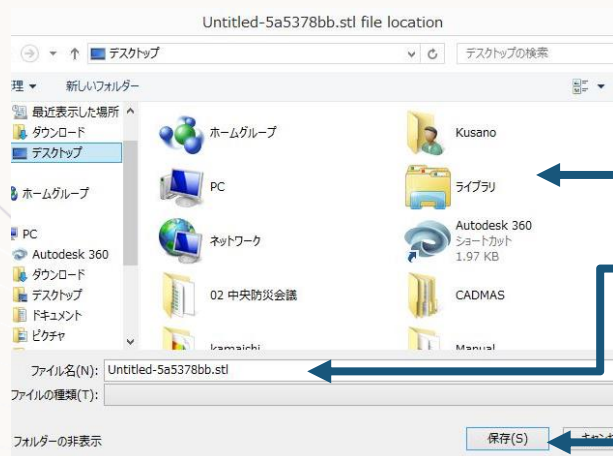 Untitled-5a5378bb.stl file location
デスクトップ
デスクトップの検索
理 新しいフォルダー
最近表示した場所
ダウンロード
デスクトップ
ホームグループ
PC
Autodesk 360
ダウンロード
デスクトップ
ドキュメント
ピクチャ
ホームグループ
Kusano
PC
ライブラリ
ネットワーク
Autodesk 360
ショートカット
1.97 KB
02 中央防災会議
CADMAS
kamaishi
Manual
ファイル名(N): Untitled-5a5378bb.stl
ファイルの種類(T):
フォルダーの非表示
保存(S)